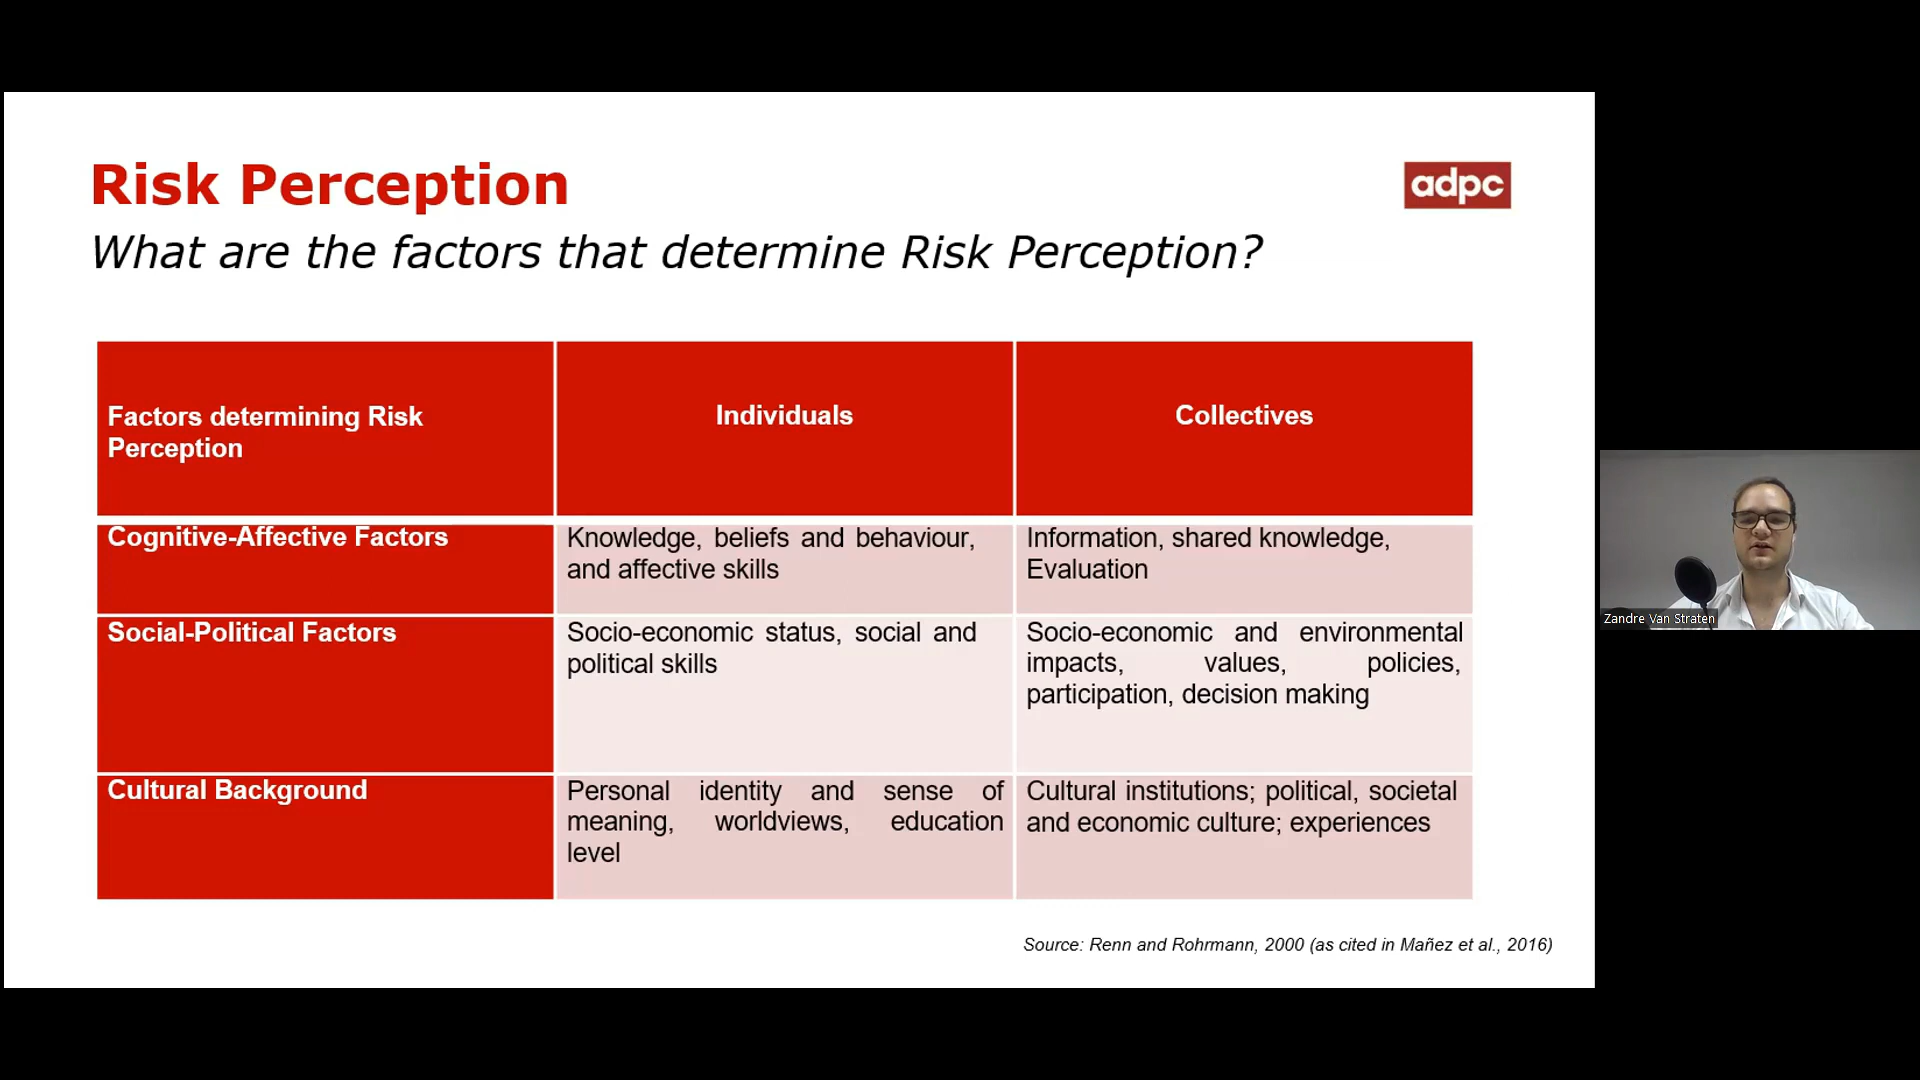 Risk Perception
adpc
What are the factors that determine Risk Perception?
Factors determining Risk
Perception
Individuals
Collectives
Cognitive-Affective Factors
Knowledge, beliefs and behaviour,
and affective skills
Information, shared knowledge,
Evaluation
Social-Political Factors
Socio-economic status, social and
political skills
Socio-economic and environmental
impacts, values, policies,
participation, decision making
Cultural Background
Personal identity and sense of
meaning, worldviews, education
level
Cultural institutions; political, societal
and economic culture; experiences
Source: Renn and Rohrmann, 2000 (as cited in Mañez et al., 2016)
Zandre Van Straten